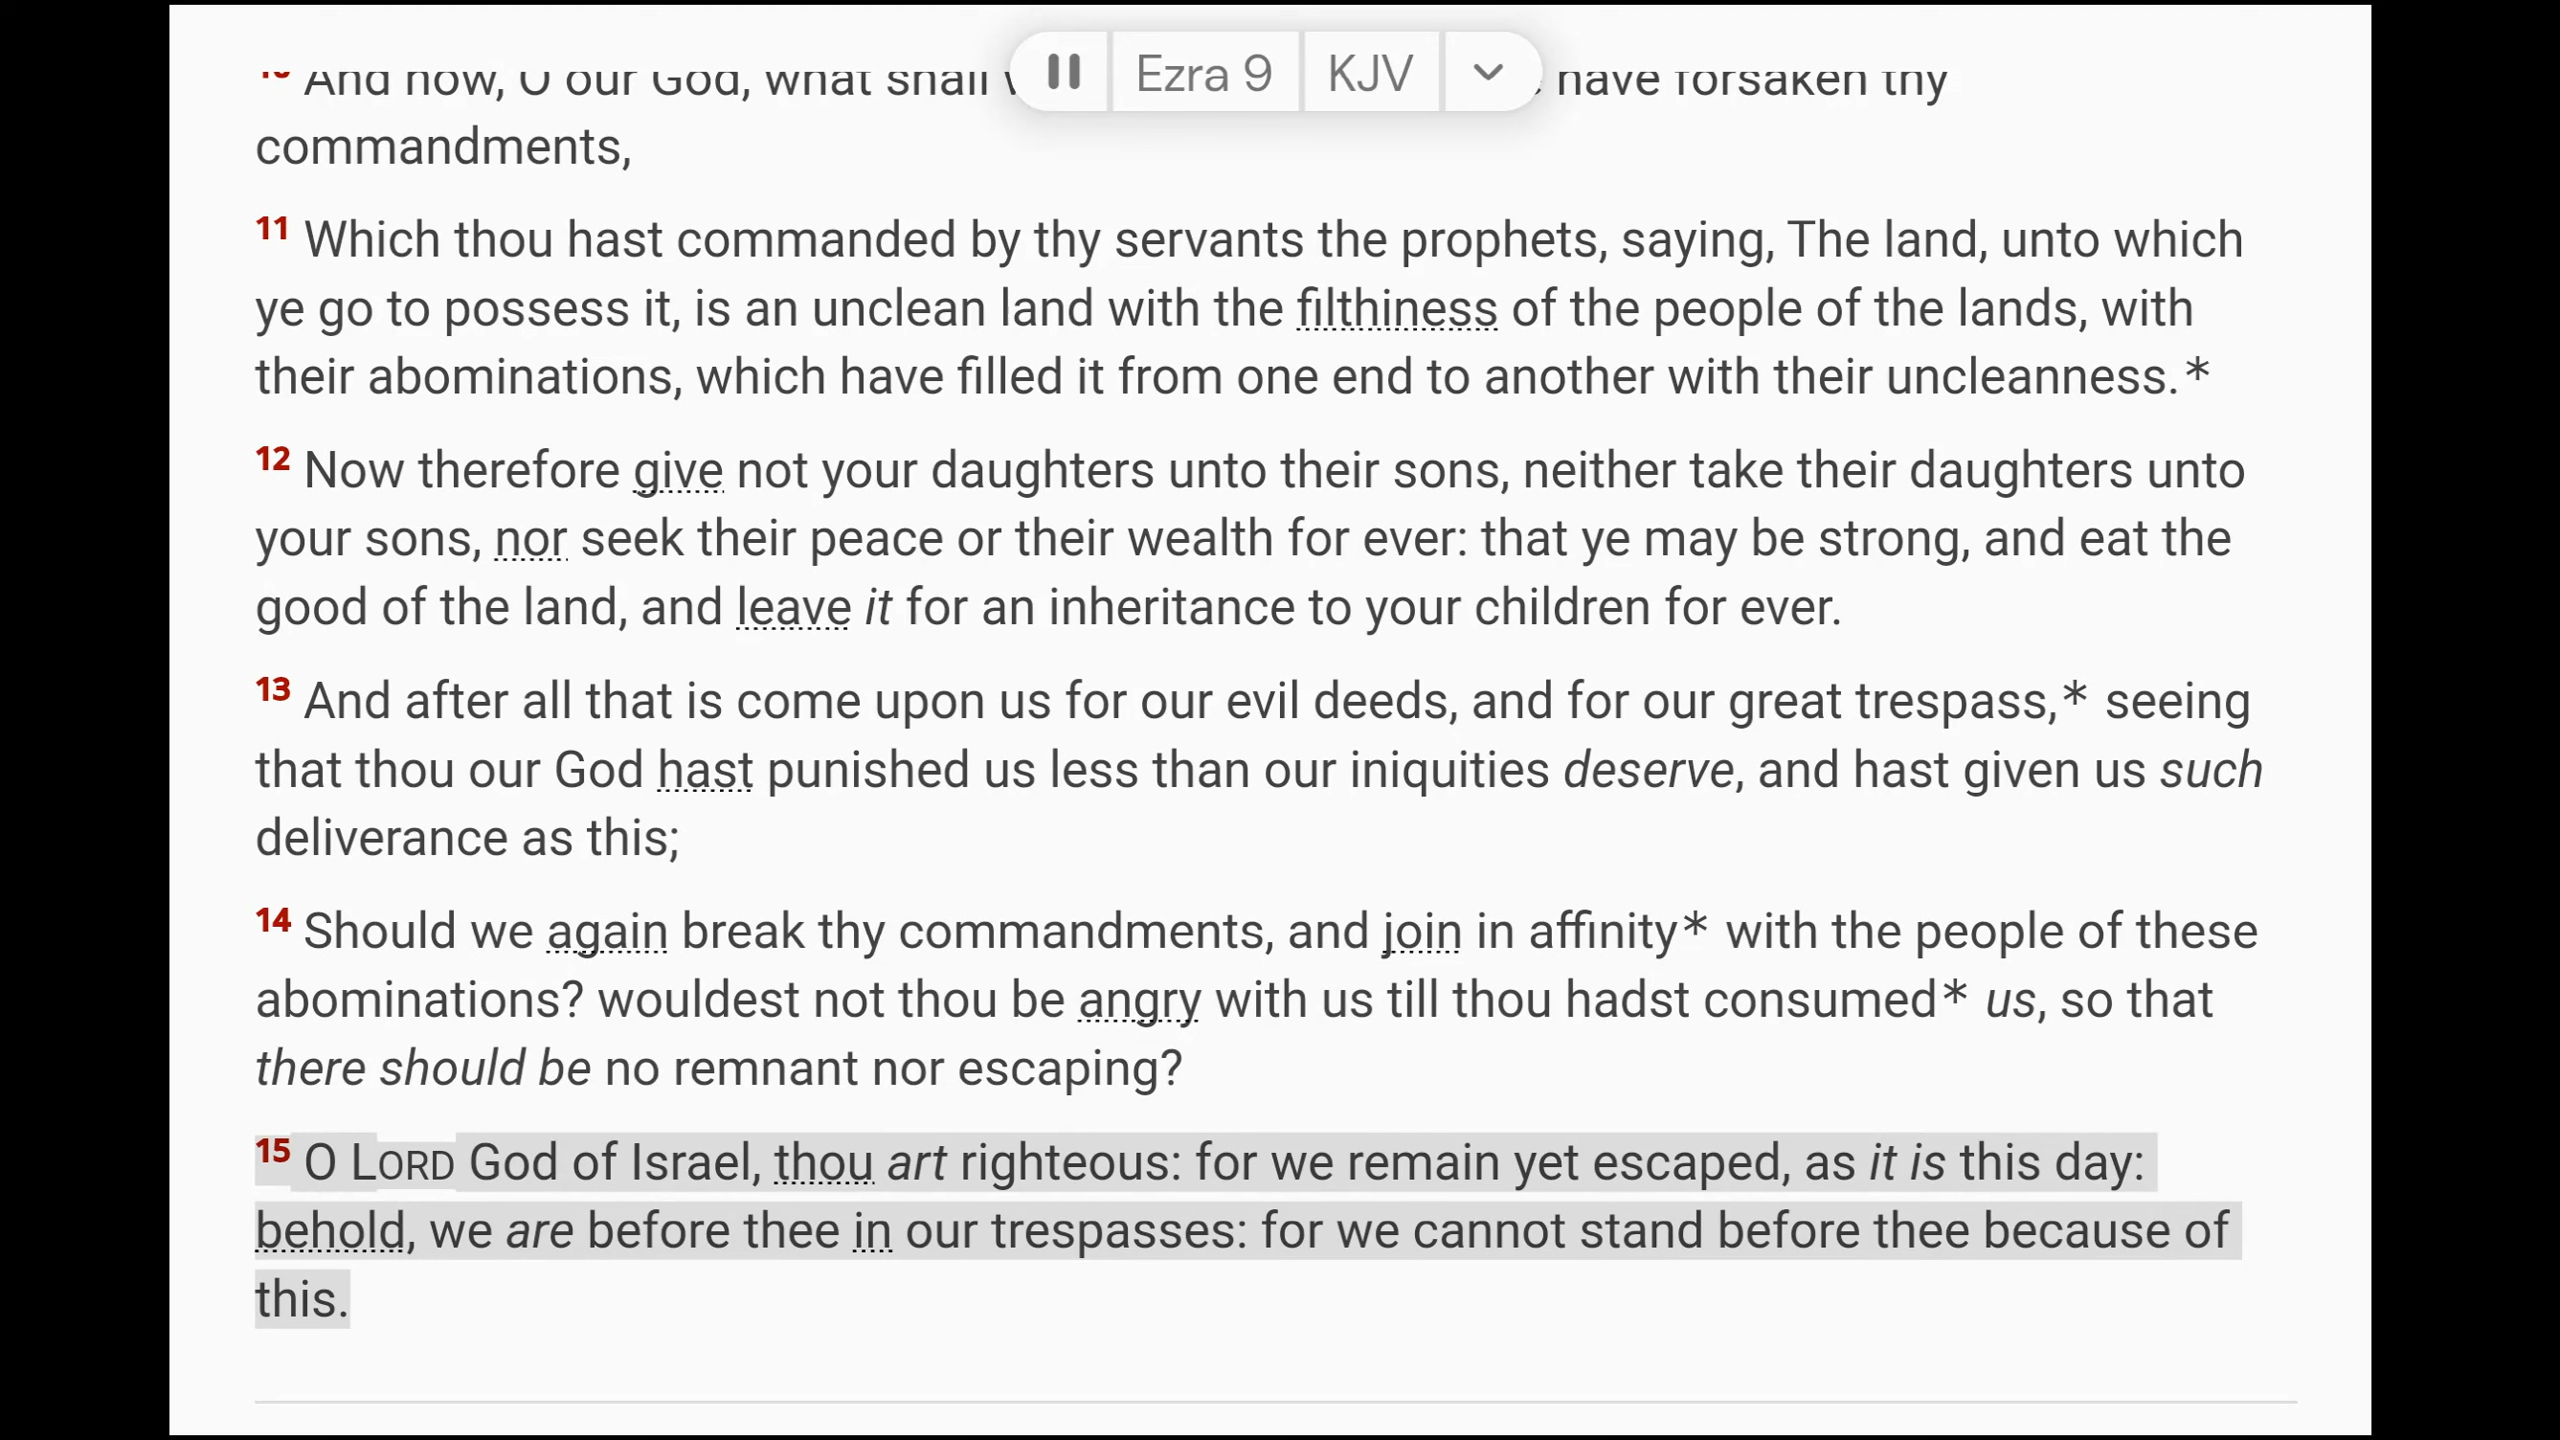 Ezra 9 KJV
10 And now, O our God, what shall have forsaken thy
commandments,
11 Which thou hast commanded by thy servants the prophets, saying, The land, unto which
ye go to possess it, is an unclean land with the filthiness of the people of the lands, with
their abominations, which have filled it from one end to another with their uncleanness.*
12 Now therefore give not your daughters unto their sons, neither take their daughters unto
your sons, nor seek their peace or their wealth for ever: that ye may be strong, and eat the
good of the land, and leave it for an inheritance to your children for ever.
13 And after all that is come upon us for our evil deeds, and for our great trespass,* seeing
that thou our God hast punished us less than our iniquities deserve, and hast given us such
deliverance as this;
14 Should we again break thy commandments, and join in affinity* with the people of these
abominations? wouldest not thou be angry with us till thou hadst consumed* us, so that
there should be no remnant nor escaping?
15 O LORD God of Israel, thou art righteous: for we remain yet escaped, as it is this day:
behold, we are before thee in our trespasses: for we cannot stand before thee because of
this.